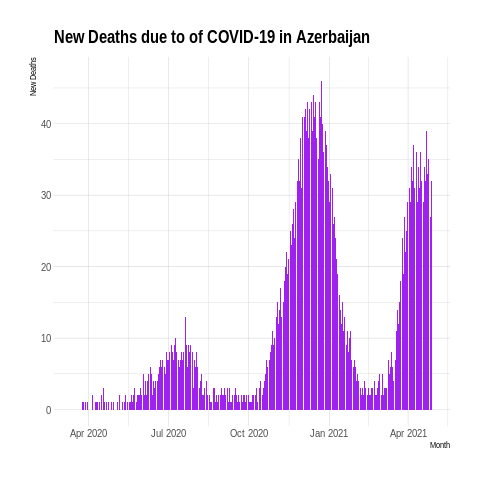 New Deaths due to of COVID-19 in Azerbaijan
New Deaths
40
30
20
10
0
Apr 2020 Jul 2020 Oct 2020 Jan 2021 Apr 2021
Month